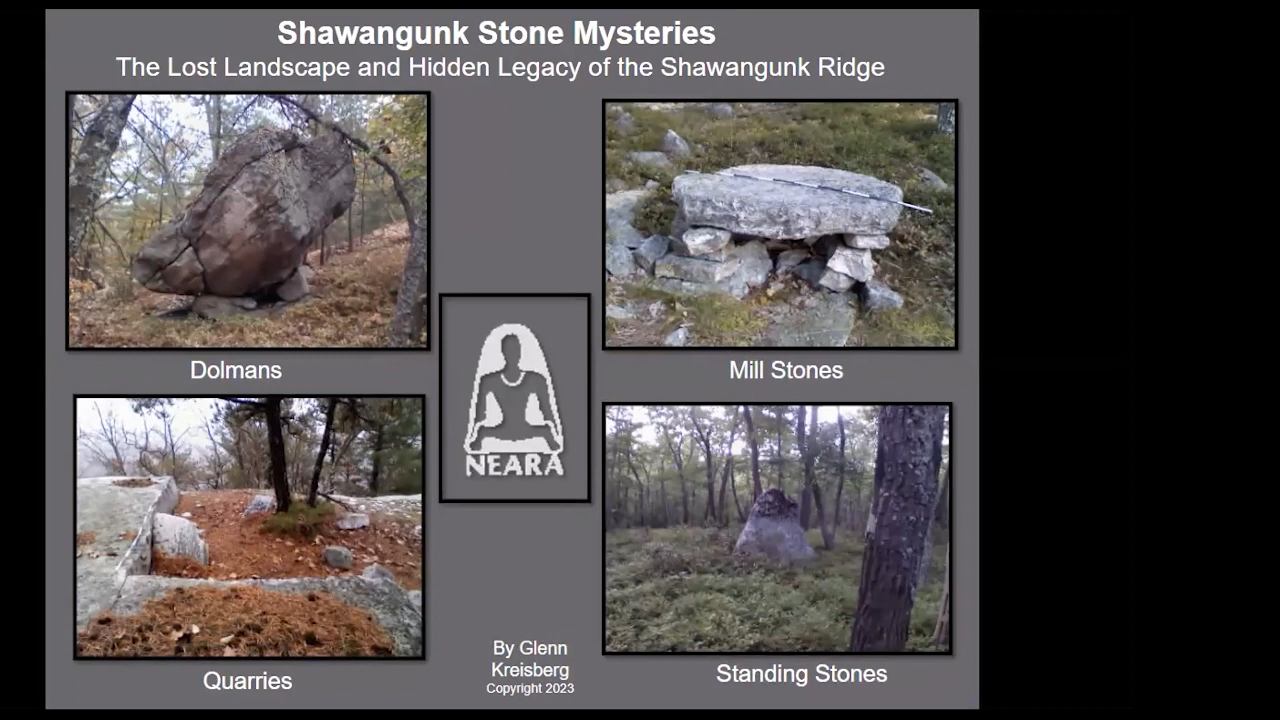 Shawangunk Stone Mysteries
The Lost Landscape and Hidden Legacy of the Shawangunk Ridge
Dolmans
Mill Stones
NEARA
Quarries
Standing Stones
By Glenn
Kreisberg
Copyright 2023